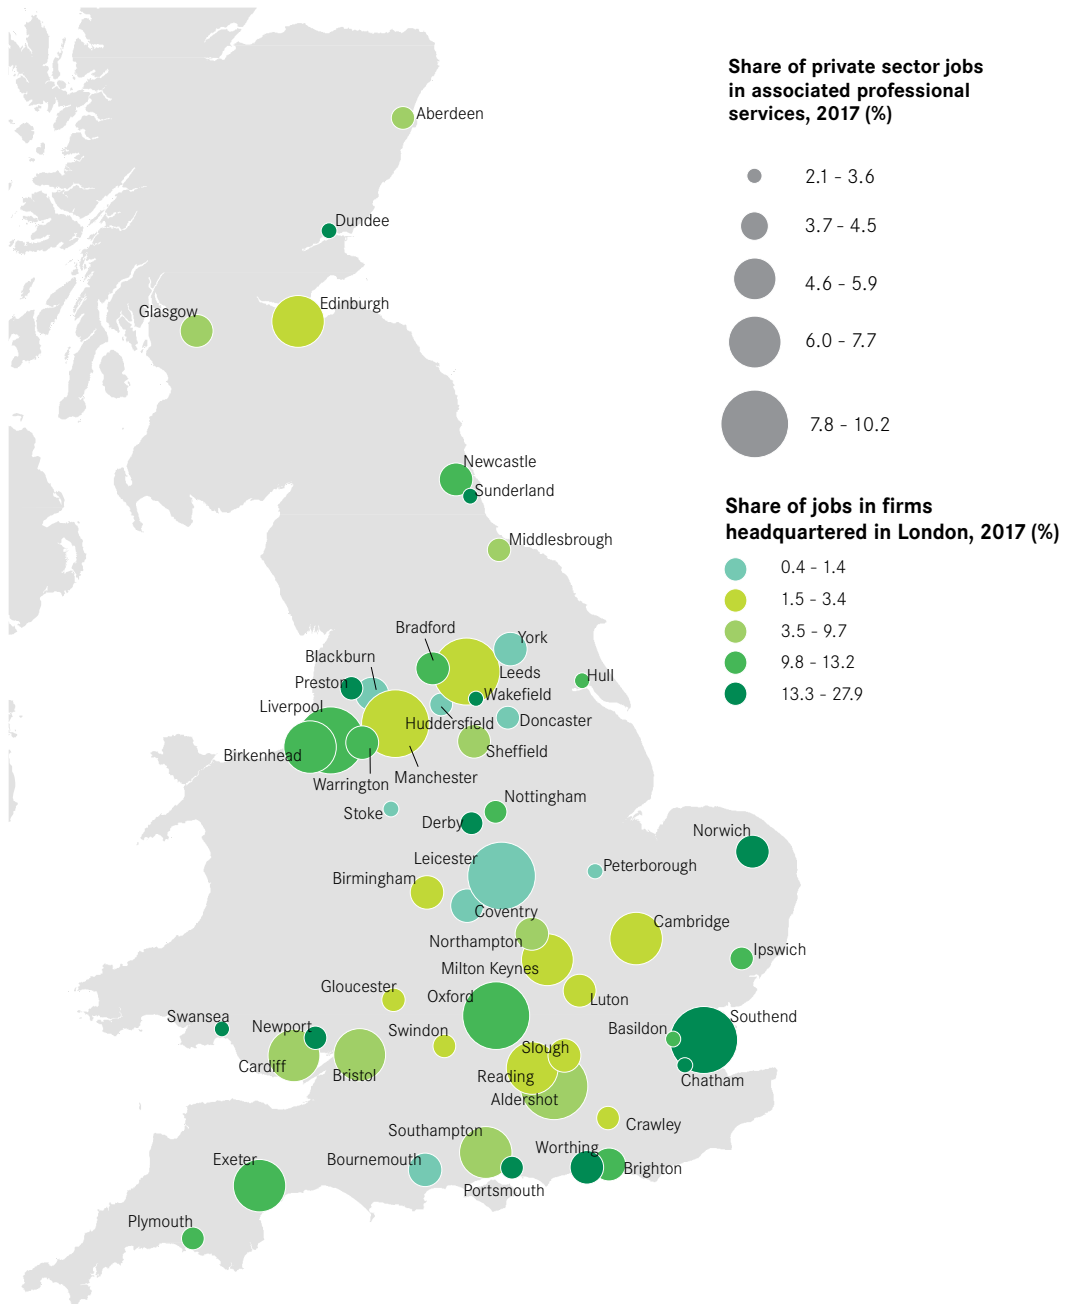 Share of private sector jobs
in associated professional
services, 2017 (%)
2.1 - 3.6
3.7 - 4.5
4.6 - 5.9
6.0 - 7.7
7.8 - 10.2
Share of jobs in firms
headquartered in London, 2017 (%)
0.4 - 1.4
1.5 - 3.4
3.5 - 9.7
9.8 - 13.2
13.3 - 27.9
Aberdeen
Dundee
Edinburgh
Glasgow
Newcastle
Sunderland
Middlesbrough
Bradford
York
Blackburn
Leeds
Hull
Preston
Wakefield
Liverpool
Huddersfield
Doncaster
Sheffield
Birkenhead
Manchester
Warrington
Nottingham
Stoke
Derby
Norwich
Leicester
Peterborough
Birmingham
Coventry
Cambridge
Northampton
Ipswich
Milton Keynes
Gloucester
Oxford
Luton
Swansea
Newport
Swindon
Basildon
Southend
Slough
Cardiff
Bristol
Reading
Chatham
Aldershot
Crawley
Southampton
Worthing
Exeter
Bournemouth
Brighton
Portsmouth
Plymouth